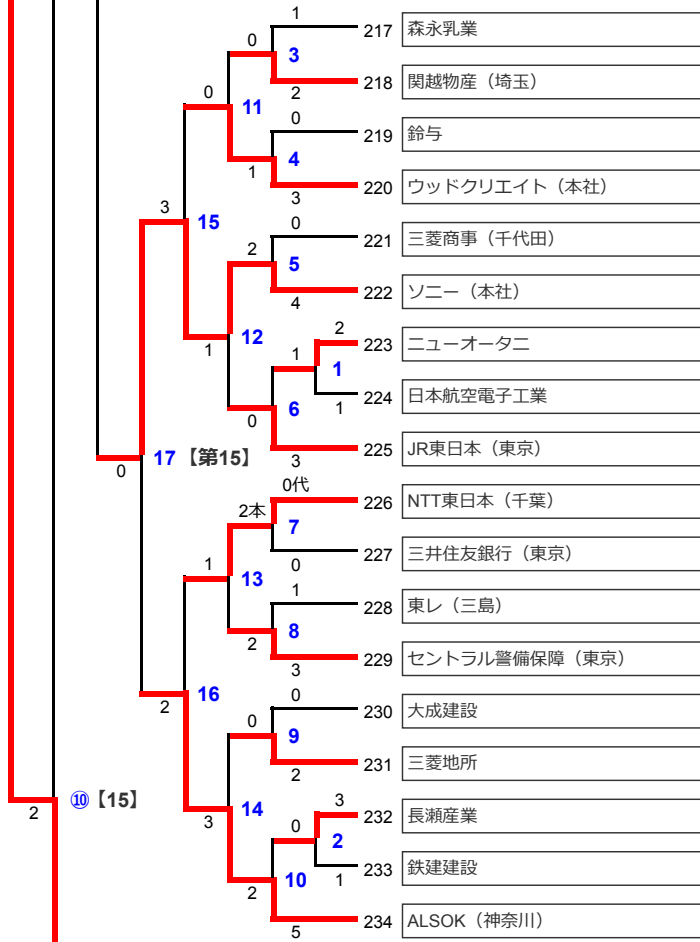 1
217 森永乳業
0
3
218 関越物産（埼玉）
2
0
11
0
219 鈴与
4
1
220 ウッドクリエイト（本社）
3
3
15
0
221 三菱商事（千代田）
2
5
222 ソニー（本社）
4
2
12
223 ニューオータニ
1
1
1
224 日本航空電子工業
1
6
0
225 JR東日本（東京）
3
17 【第15】
0
0代
226 NTT東日本（千葉）
2本
7
227 三井住友銀行（東京）
0
1
13
1
228 東レ（三島）
8
2
229 セントラル警備保障（東京）
3
16
2
0
230 大成建設
0
9
231 三菱地所
2
⑩【15】
2
14
3
3
232 長瀬産業
0
2
233 鉄建建設
1
10
2
234 ALSOK（神奈川）
5